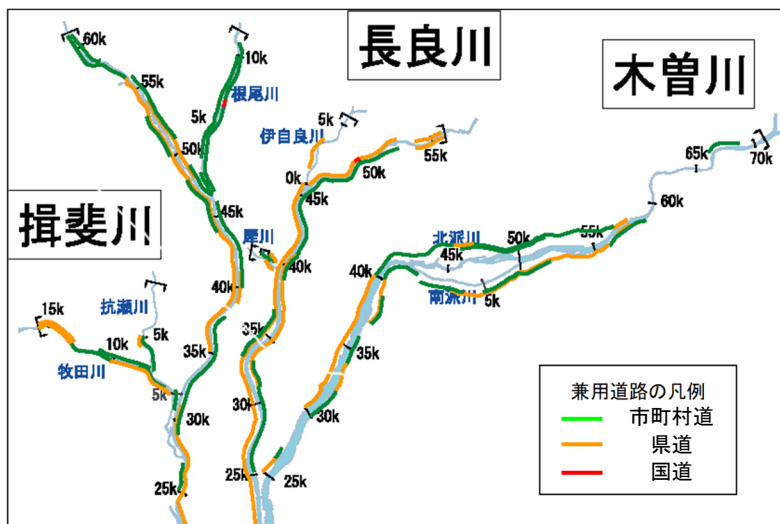 長良川
木曽川
揖斐川
60k
55k
50k
45k
40k
35k
30k
25k
根尾川
10k
5k
伊自良川
5k
0k
55k
50k
45k
犀川
40k
35k
30k
25k
杭瀬川
5k
15k
10k
牧田川
5k
70k
65k
60k
55k
50k
45k
北派川
南派川
5k
40k
35k
30k
25k
兼用道路の凡例
市町村道
県道
国道